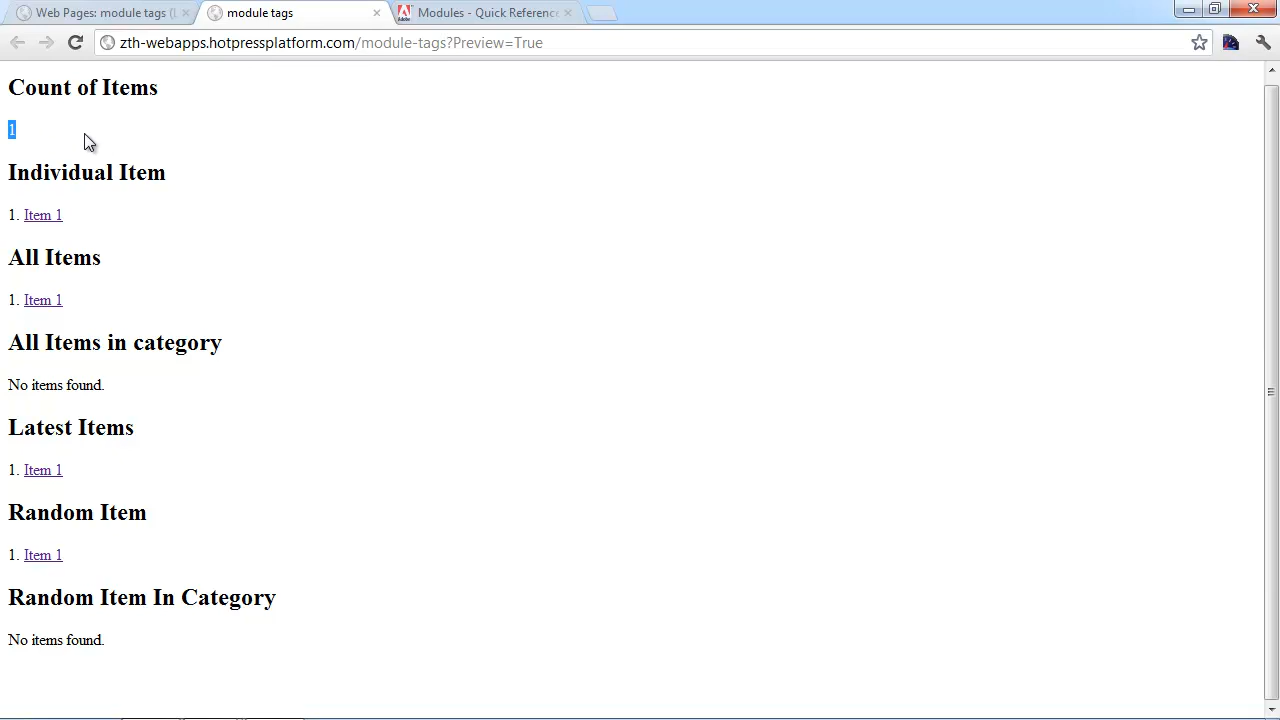 Web Pages: module tags (L
module tags
Modules - Quick Reference
zth-webapps.hotpressplatform.com/module-tags?Preview=True
Count of Items
1
Individual Item
1. Item 1
All Items
1. Item 1
All Items in category
No items found.
Latest Items
1. Item 1
Random Item
1. Item 1
Random Item In Category
No items found.